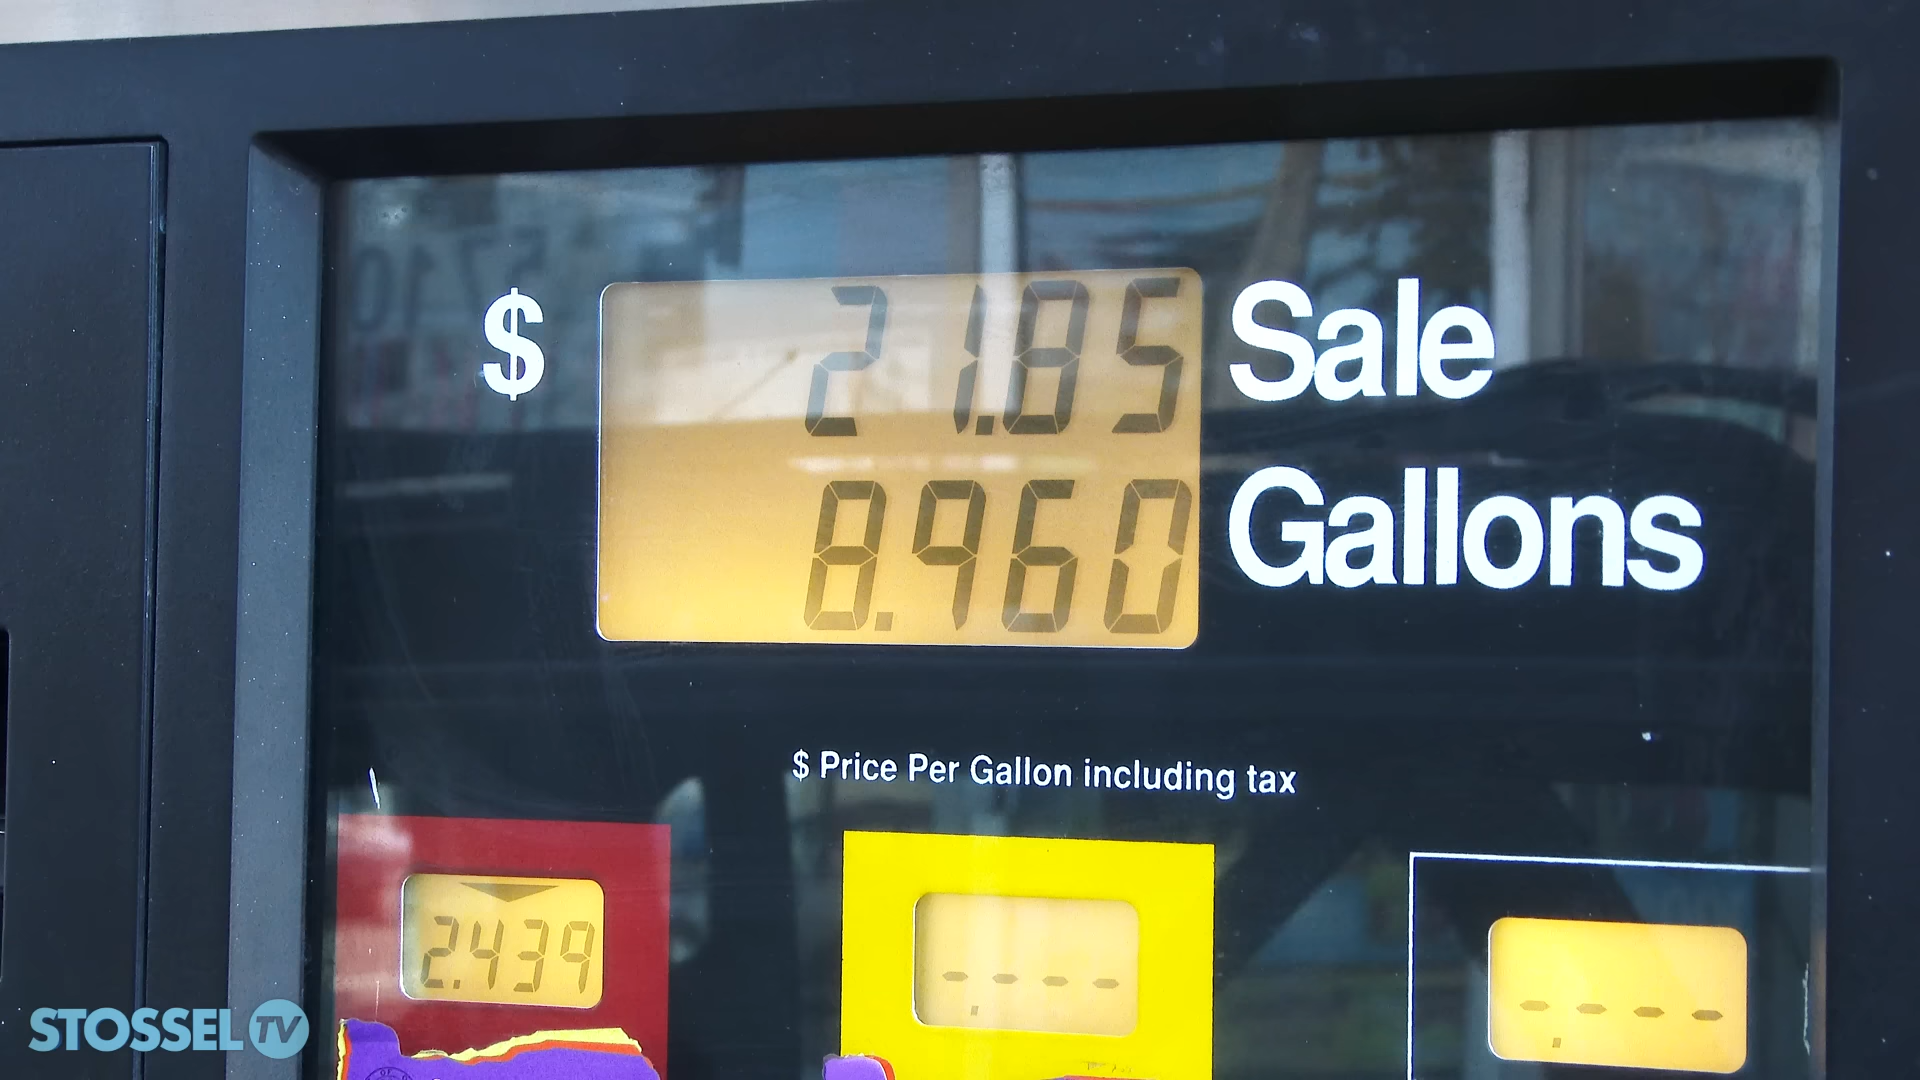 $ 21.85 Sale
8.960 Gallons
$ Price Per Gallon including tax
2.439
- - - -
- - - -
STOSSEL TV